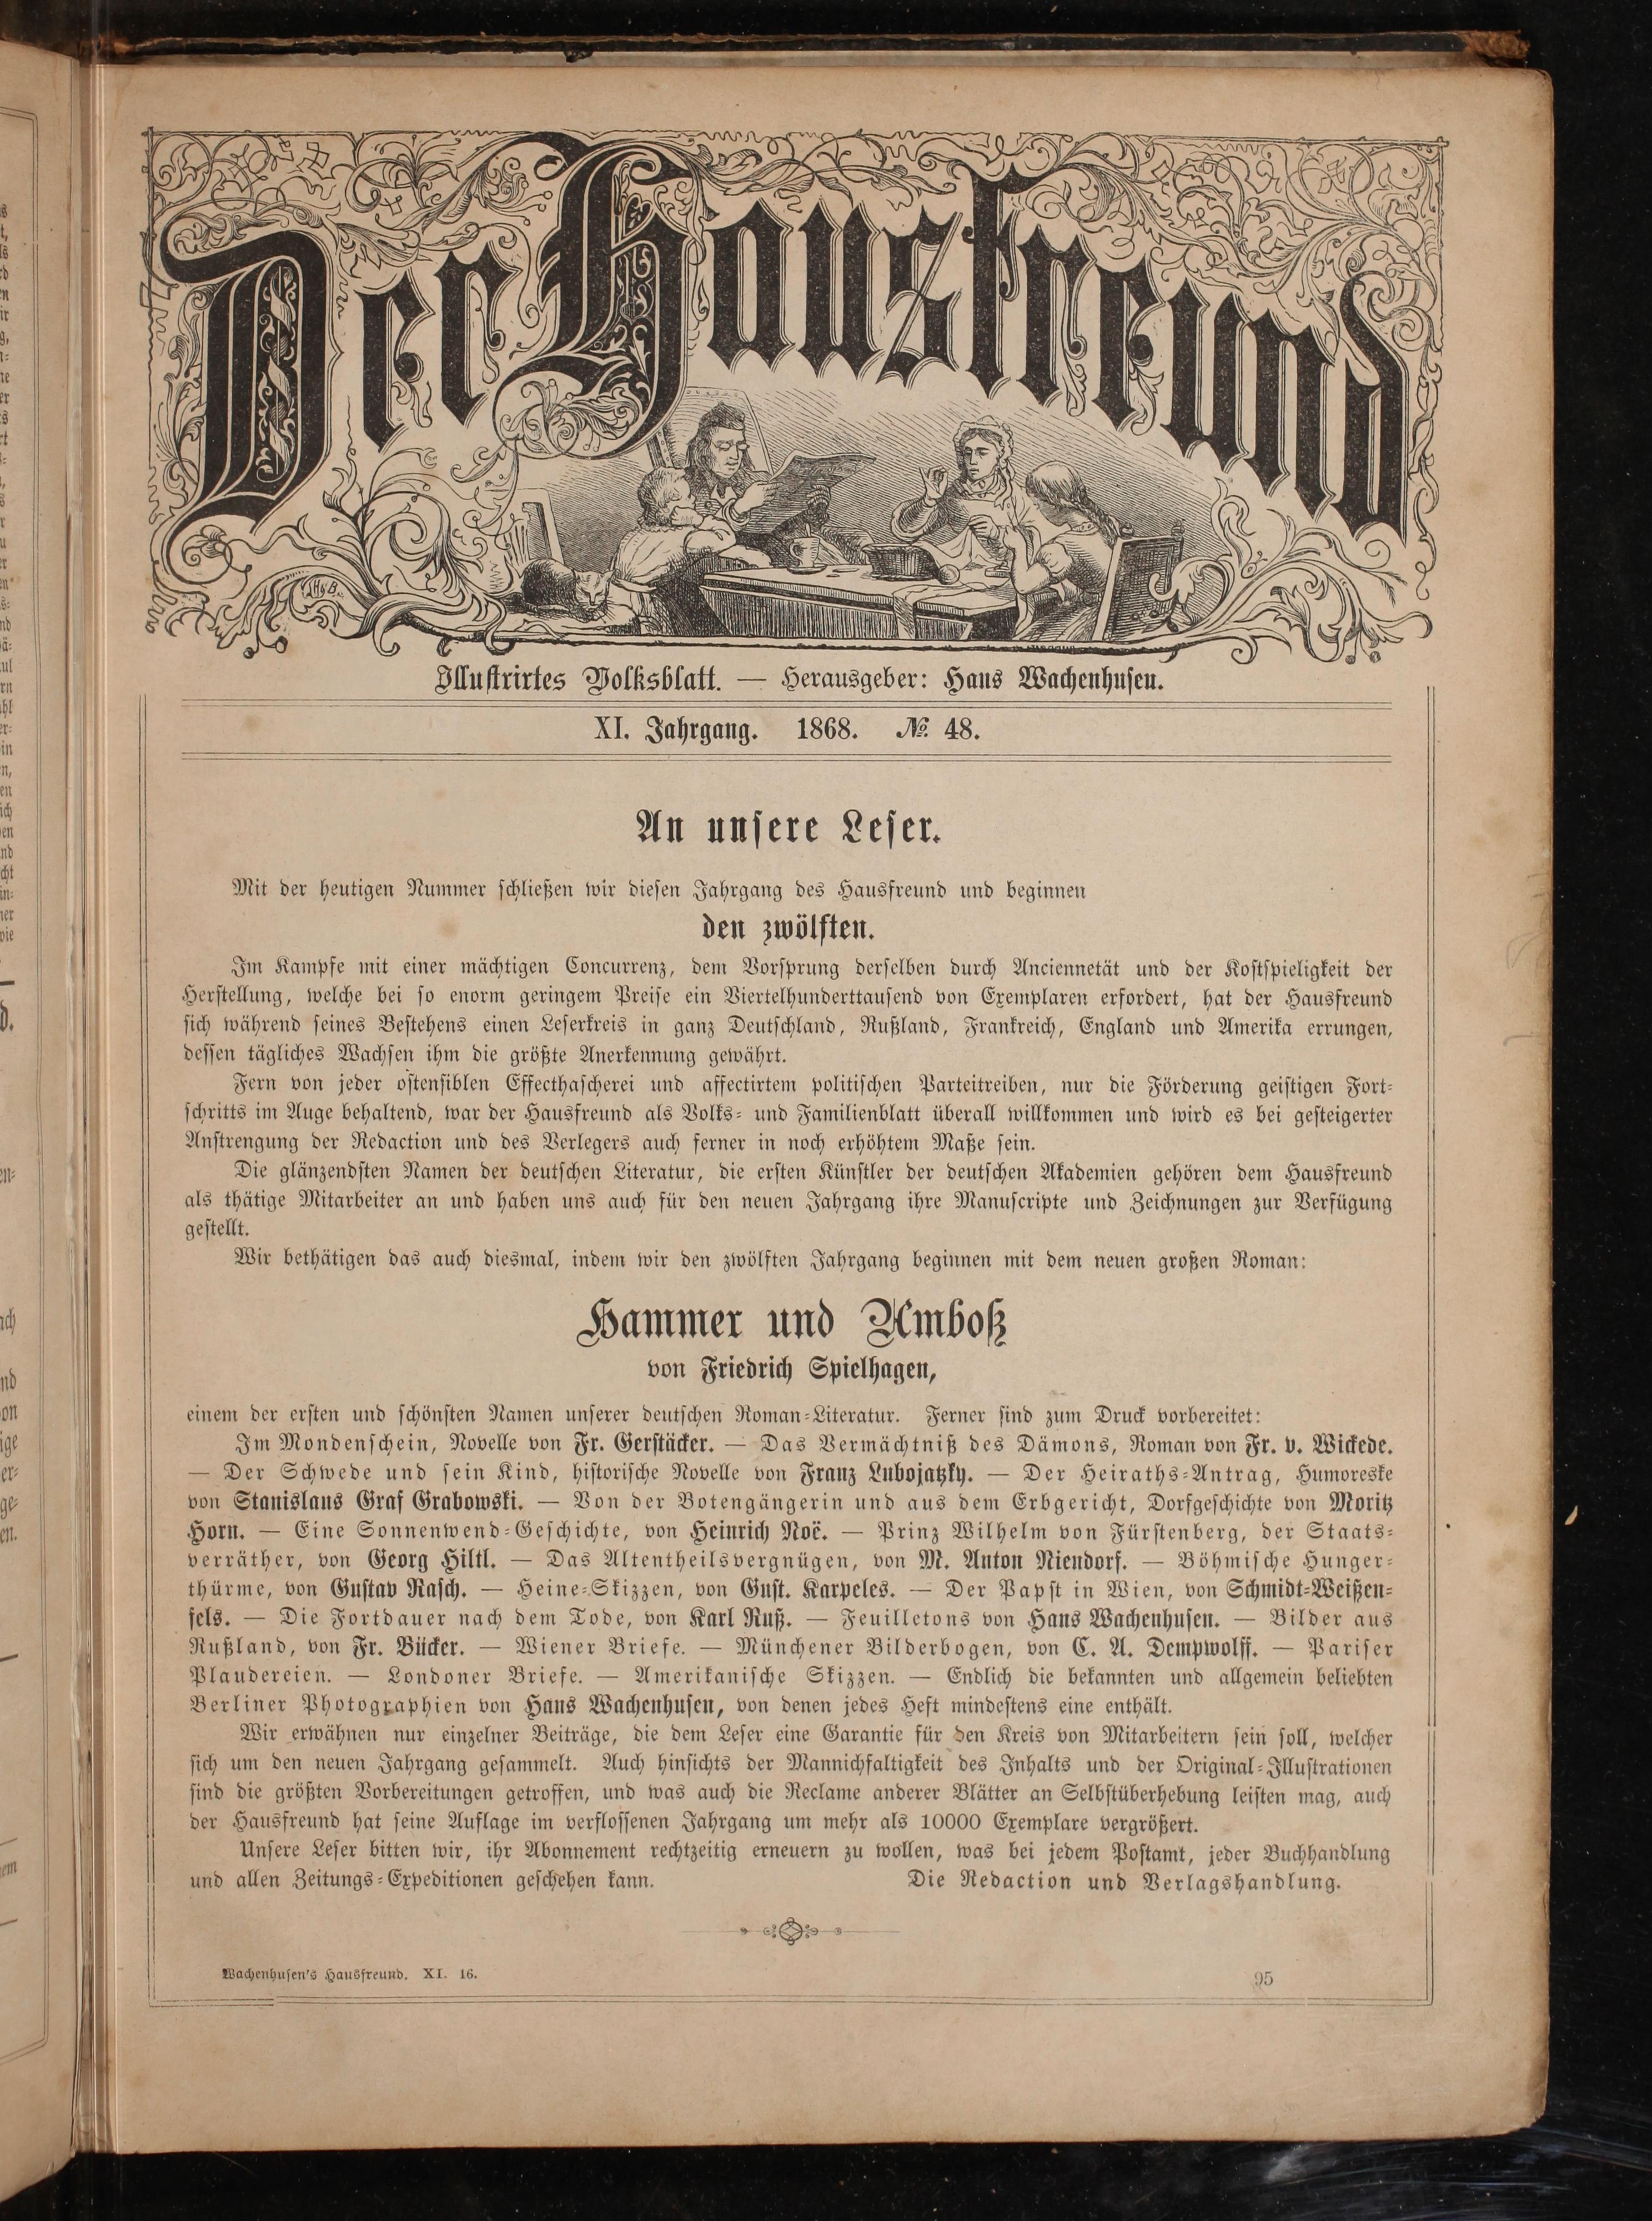 Der Hausfreund
Illustrirtes Volksblatt. — Herausgeber: Hans Wachenhusen.
XI. Jahrgang. 1868. № 48.
An unsere Leser.
Mit der heutigen Nummer schließen wir diesen Jahrgang des Hausfreund und beginnen
den zwölften.
Im Kampfe mit einer mächtigen Concurrenz, dem Vorsprung derselben durch Anciennetät und der Kostspieligkeit der
Herstellung, welche bei so enorm geringem Preise ein Viertelhunderttausend von Exemplaren erfordert, hat der Hausfreund
sich während seines Bestehens einen Leserkreis in ganz Deutschland, Rußland, Frankreich, England und Amerika errungen,
dessen tägliches Wachsen ihm die größte Anerkennung gewährt.
Fern von jeder ostensiblen Effecthascherei und affectirtem politischen Parteitreiben, nur die Förderung geistigen Fort-
schritts im Auge behaltend, war der Hausfreund als Volks- und Familienblatt überall willkommen und wird es bei gesteigerter
Anstrengung der Redaction und des Verlegers auch ferner in noch erhöhtem Maße sein.
Die glänzendsten Namen der deutschen Literatur, die ersten Künstler der deutschen Akademien gehören dem Hausfreund
als thätige Mitarbeiter an und haben uns auch für den neuen Jahrgang ihre Manuscripte und Zeichnungen zur Verfügung
gestellt.
Wir bethätigen das auch diesmal, indem wir den zwölften Jahrgang beginnen mit dem neuen großen Roman:
Hammer und Amboß
von Friedrich Spielhagen,
einem der ersten und schönsten Namen unserer deutschen Roman-Literatur. Ferner sind zum Druck vorbereitet:
Im Mondenschein, Novelle von Fr. Gerstäcker. — Das Vermächtniß des Dämons, Roman von Fr. v. Wickede.
— Der Schwede und sein Kind, historische Novelle von Franz Lubojatzky. — Der Heiraths-Antrag, Humoreske
von Stanislaus Graf Grabowski. — Von der Botengängerin und aus dem Erbgericht, Dorfgeschichte von Moritz
Horn. — Eine Sonnenwend-Geschichte, von Heinrich Noë. — Prinz Wilhelm von Fürstenberg, der Staats-
verräther, von Georg Hiltl. — Das Altentheilsvergnügen, von M. Anton Niendorf. — Böhmische Hunger-
thürme, von Gustav Rasch. — Heine-Skizzen, von Gust. Karpeles. — Der Papst in Wien, von Schmidt-Weißen-
fels. — Die Fortdauer nach dem Tode, von Karl Ruß. — Feuilletons von Hans Wachenhusen. — Bilder aus
Rußland, von Fr. Bücker. — Wiener Briefe. — Münchener Bilderbogen, von C. A. Dempwolff. — Pariser
Plaudereien. — Londoner Briefe. — Amerikanische Skizzen. — Endlich die bekannten und allgemein beliebten
Berliner Photographien von Hans Wachenhusen, von denen jedes Heft mindestens eine enthält.
Wir erwähnen nur einzelner Beiträge, die dem Leser eine Garantie für den Kreis von Mitarbeitern sein soll, welcher
sich um den neuen Jahrgang gesammelt. Auch hinsichts der Mannichfaltigkeit des Inhalts und der Original-Illustrationen
sind die größten Vorbereitungen getroffen, und was auch die Reclame anderer Blätter an Selbstüberhebung leisten mag, auch
der Hausfreund hat seine Auflage im verflossenen Jahrgang um mehr als 10000 Exemplare vergrößert.
Unsere Leser bitten wir, ihr Abonnement rechtzeitig erneuern zu wollen, was bei jedem Postamt, jeder Buchhandlung
und allen Zeitungs-Expeditionen geschehen kann. Die Redaction und Verlagshandlung.
Wachenhusen's Hausfreund. XI. 16. 95